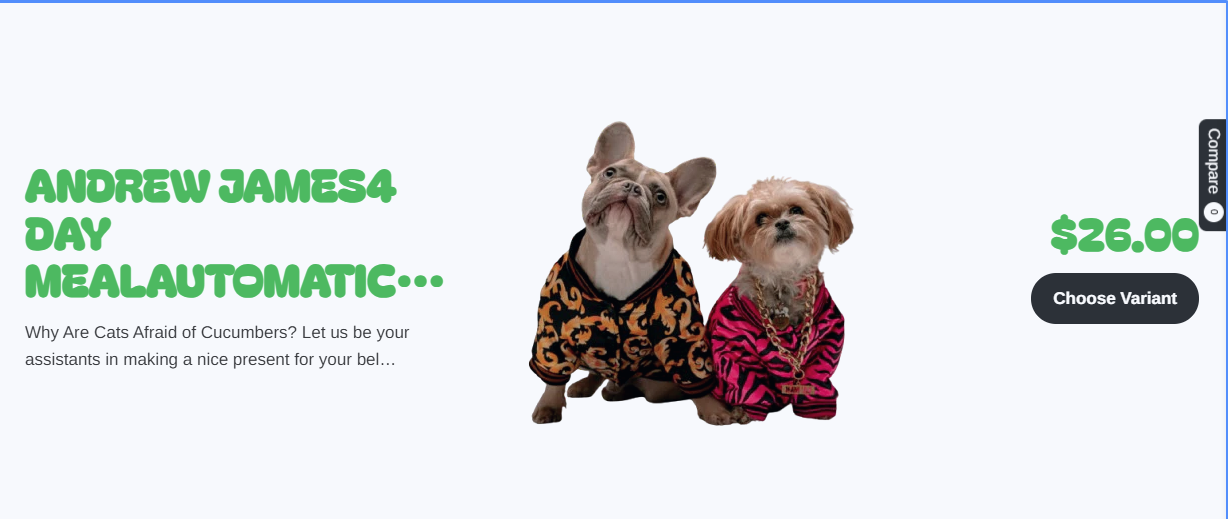 ANDREW JAMES4
DAY
MEALAUTOMATIC...
Why Are Cats Afraid of Cucumbers? Let us be your
assistants in making a nice present for your bel...
$26.00
Choose Variant
Compare 0